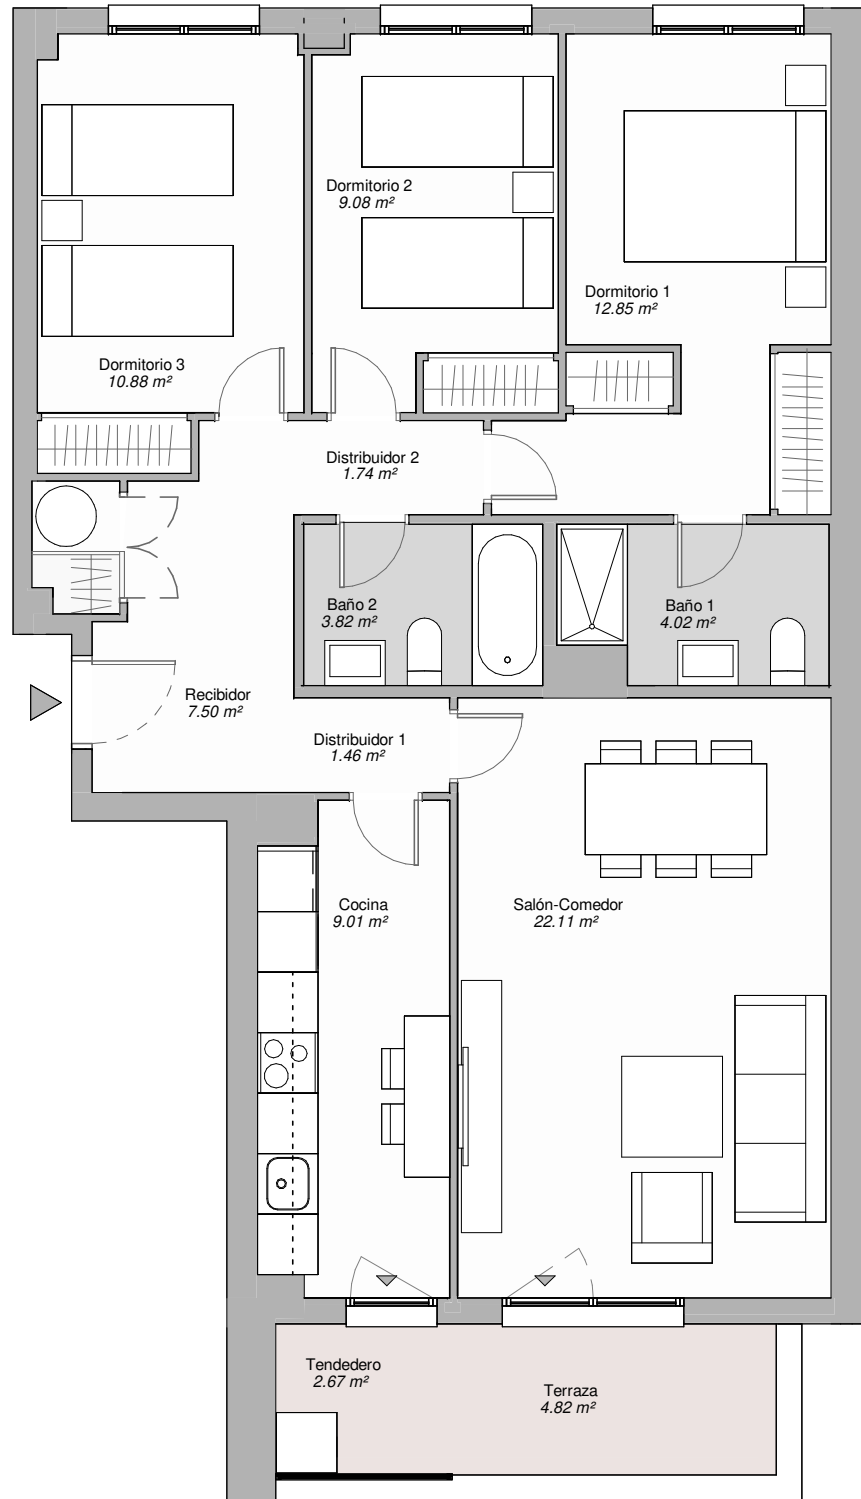 Dormitorio 2
9.08 m²
Dormitorio 1
12.85 m²
Dormitorio 3
10.88 m²
Distribuidor 2
1.74 m²
Baño 2
3.82 m²
Baño 1
4.02 m²
Recibidor
7.50 m²
Distribuidor 1
1.46 m²
Cocina
9.01 m²
Salón-Comedor
22.11 m²
Tendedero
2.67 m²
Terraza
4.82 m²